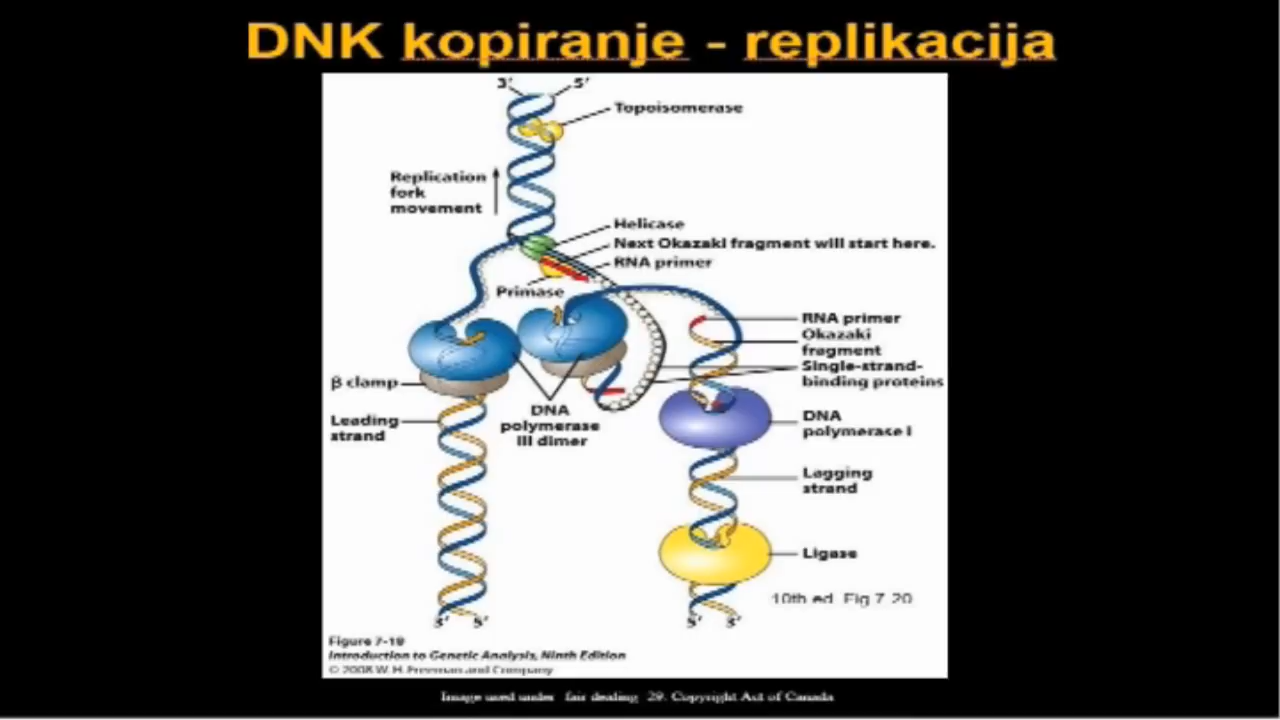 DNK kopiranje - replikacija
3' 5'
Topoisomerase
Replication
fork
movement
Helicase
Next Okazaki fragment will start here.
RNA primer
Primase
RNA primer
Okazaki
fragment
Single-strand-
binding proteins
β clamp
Leading
strand
DNA
polymerase
III dimer
DNA
polymerase I
Lagging
strand
Ligase
10th ed. Fig 7.20
3' 5'
5' 3'
Figure 7-19
Introduction to Genetic Analysis, Ninth Edition
© 2008 W. H. Freeman and Company
Image used under fair dealing 29. Copyright Act of Canada